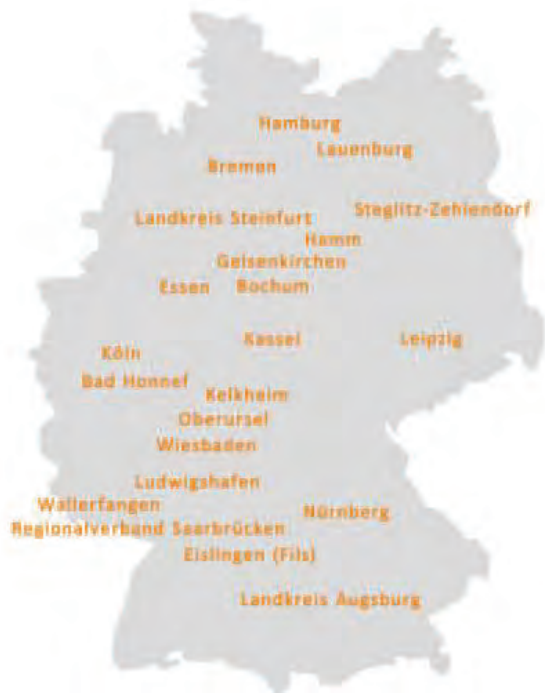 Hamburg
Lauenburg
Bremen
Steglitz-Zehlendorf
Landkreis Steinfurt
Hamm
Gelsenkirchen
Essen
Bochum
Kassel
Leipzig
Köln
Bad Honnef
Kelkheim
Oberursel
Wiesbaden
Ludwigshafen
Wallerfangen
Nürnberg
Regionalverband Saarbrücken
Eislingen (Fils)
Landkreis Augsburg